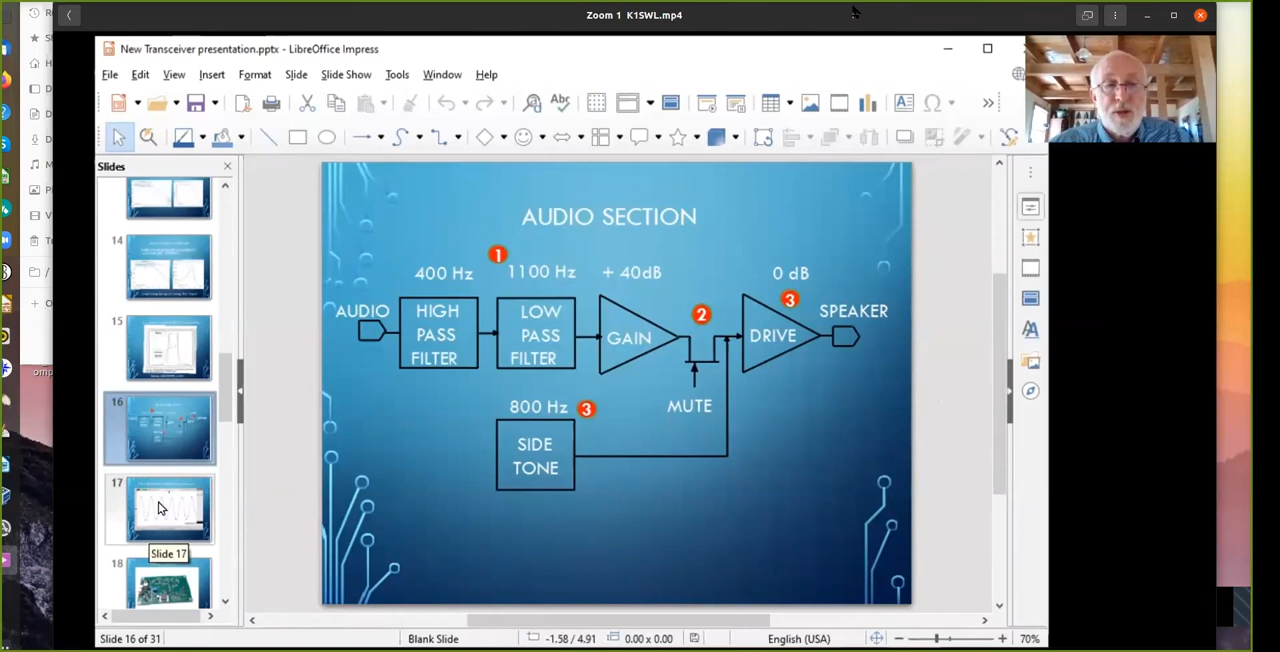 Zoom 1 K1SWL.mp4
New Transceiver presentation.pptx - LibreOffice Impress
File Edit View Insert Format Slide Slide Show Tools Window Help
Abc
Slides
14
15
16
17
Slide 17
18
AUDIO SECTION
1
400 Hz 1100 Hz + 40dB 0 dB
AUDIO
HIGH
PASS
FILTER
LOW
PASS
FILTER
GAIN
2
MUTE
3
DRIVE
SPEAKER
800 Hz 3
SIDE
TONE
Slide 16 of 31 Blank Slide -1.58 / 4.91 0.00 x 0.00 English (USA) 70%